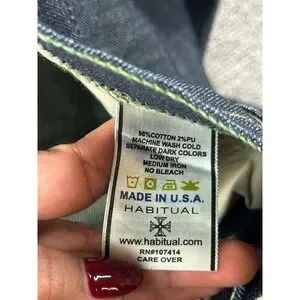 98%COTTON 2%PU
MACHINE WASH COLD
SEPARATE DARK COLORS
LOW DRY
MEDIUM IRON
NO BLEACH
MADE IN U.S.A.
HABITUAL
www.habitual.com
RN#107414
CARE OVER